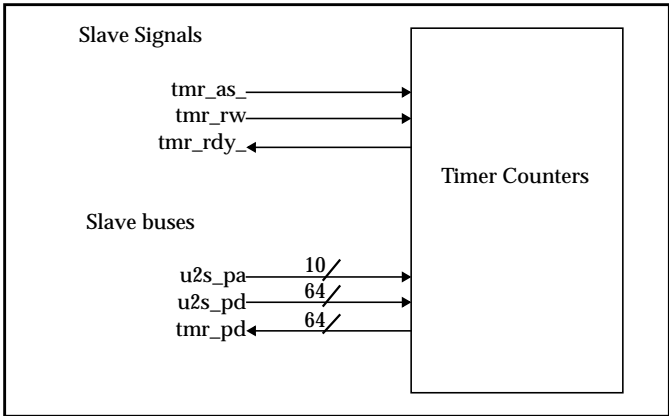 Slave Signals
tmr_as_
tmr_rw
tmr_rdy_
Timer Counters
Slave buses
u2s_pa 10
u2s_pd 64
tmr_pd 64